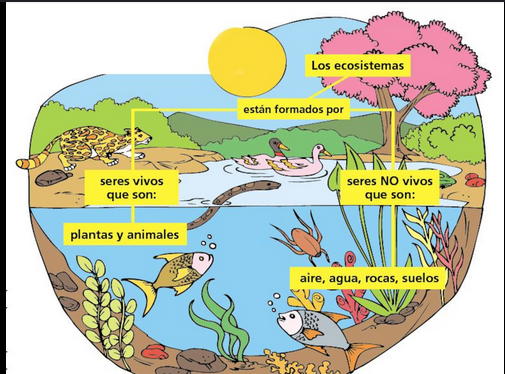 Los ecosistemas
están formados por
seres vivos
que son:
seres NO vivos
que son:
plantas y animales
aire, agua, rocas, suelos